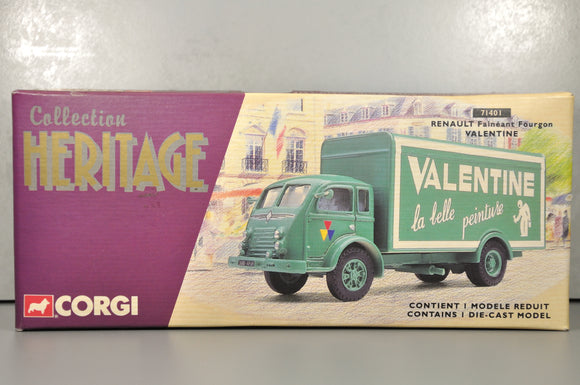 Collection
HERITAGE
CORGI
71401
RENAULT Fainéant Fourgon
VALENTINE
VALENTINE
la belle peinture
CONTIENT 1 MODELE REDUIT
CONTAINS 1 DIE-CAST MODEL